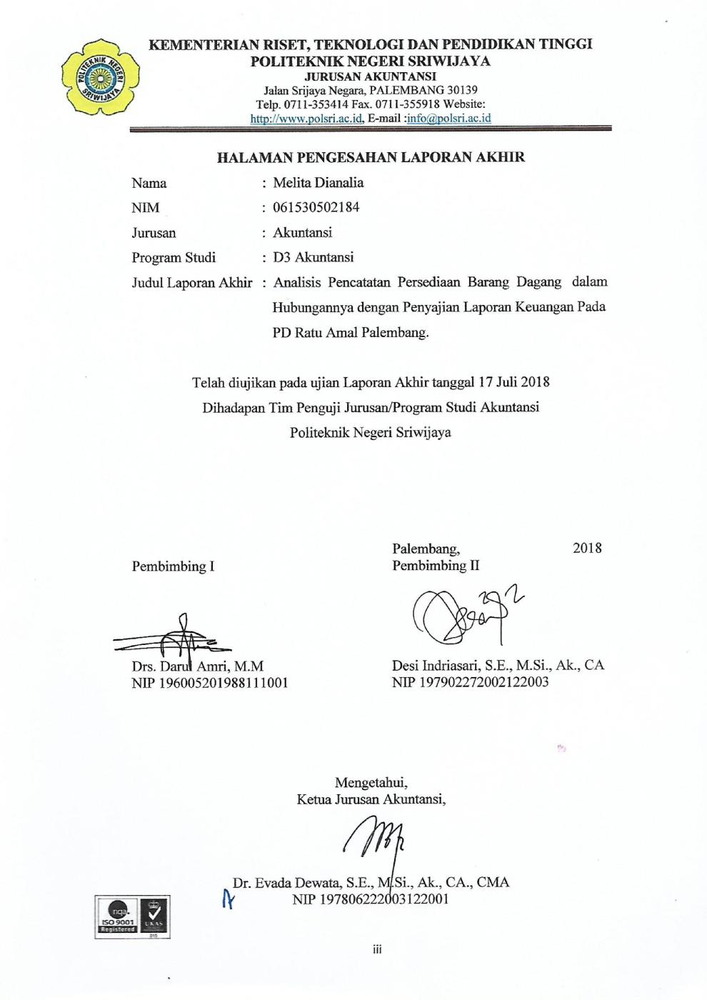 POLITEKNIK NEGERI
SRIWIJAYA
KEMENTERIAN RISET, TEKNOLOGI DAN PENDIDIKAN TINGGI
POLITEKNIK NEGERI SRIWIJAYA
JURUSAN AKUNTANSI
Jalan Srijaya Negara, PALEMBANG 30139
Telp. 0711-353414 Fax. 0711-355918 Website:
http://www.polsri.ac.id, E-mail :info@polsri.ac.id
HALAMAN PENGESAHAN LAPORAN AKHIR
Nama : Melita Dianalia
NIM : 061530502184
Jurusan : Akuntansi
Program Studi : D3 Akuntansi
Judul Laporan Akhir : Analisis Pencatatan Persediaan Barang Dagang dalam
Hubungannya dengan Penyajian Laporan Keuangan Pada
PD Ratu Amal Palembang.
Telah diujikan pada ujian Laporan Akhir tanggal 17 Juli 2018
Dihadapan Tim Penguji Jurusan/Program Studi Akuntansi
Politeknik Negeri Sriwijaya
Palembang, 2018
Pembimbing I
Pembimbing II
Drs. Darul Amri, M.M
NIP 196005201988111001
Desi Indriasari, S.E., M.Si., Ak., CA
NIP 197902272002122003
Mengetahui,
Ketua Jurusan Akuntansi,
Dr. Evada Dewata, S.E., M.Si., Ak., CA., CMA
NIP 197806222003122001
nqa.
ISO 9001
Registered
UKAS
015
iii